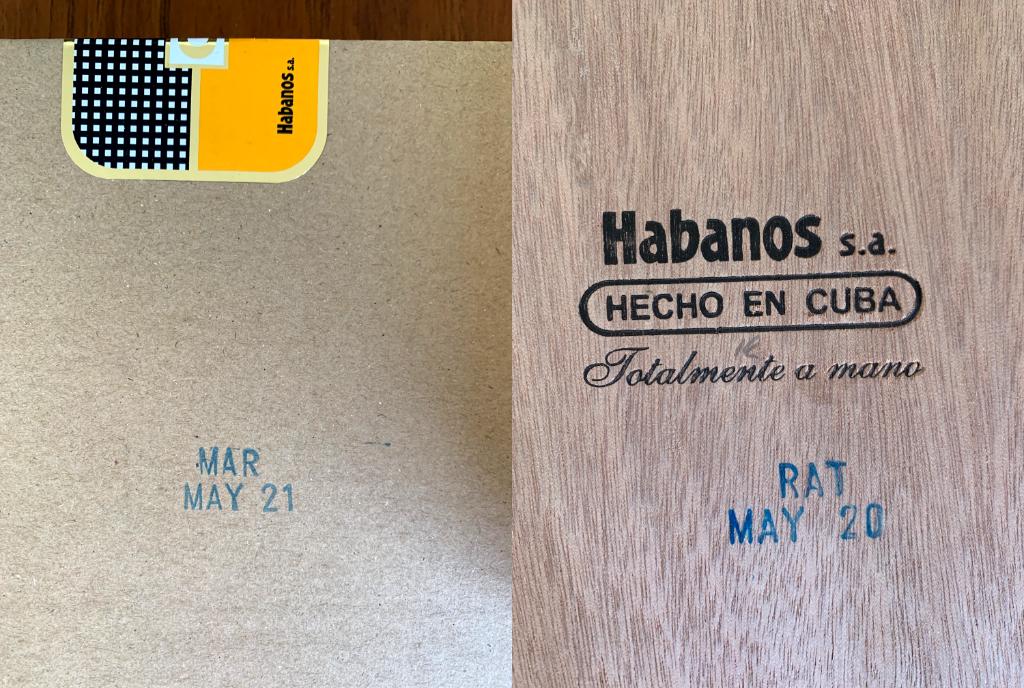 Habanos s.a.
MAR
MAY 21
Habanos s.a.
HECHO EN CUBA
Totalmente a mano
RAT
MAY 20